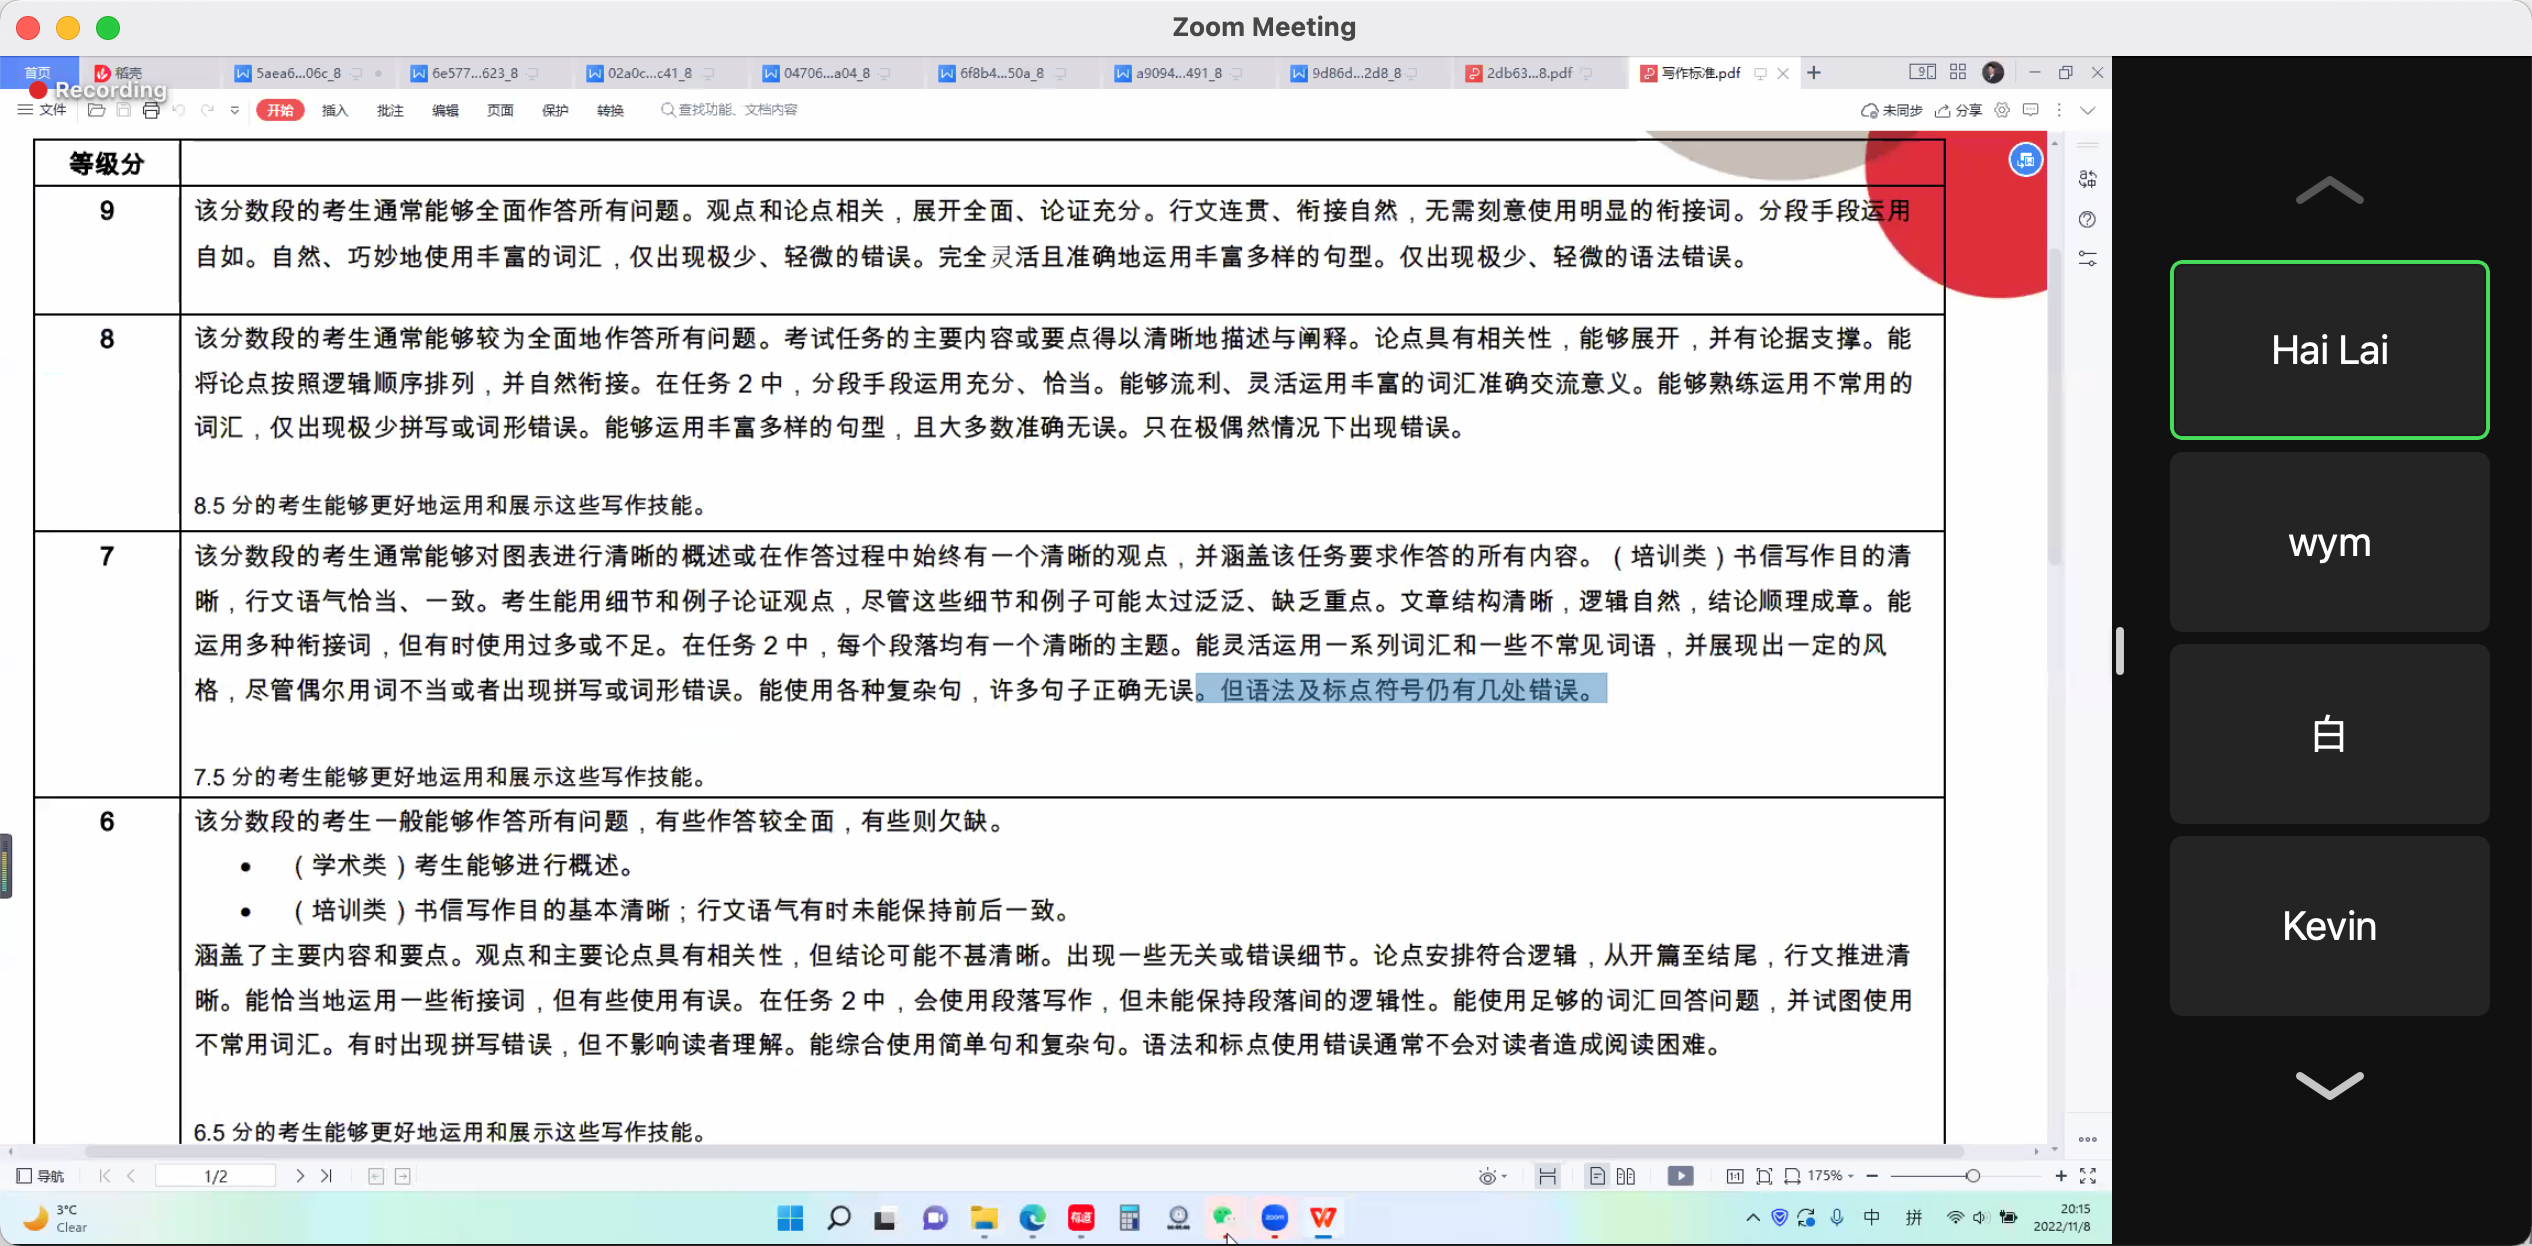 Zoom Meeting
首页
稻壳
5aea6...06c_8
6e577...623_8
02a0c...c41_8
04706...a04_8
6f8b4...50a_8
a9094...491_8
9d86d...2d8_8
2db63...8.pdf
写作标准.pdf
Recording
文件
开始
插入
批注
编辑
页面
保护
转换
查找功能、文档内容
未同步
分享
等级分
9
该分数段的考生通常能够全面作答所有问题。观点和论点相关，展开全面、论证充分。行文连贯、衔接自然，无需刻意使用明显的衔接词。分段手段运用
自如。自然、巧妙地使用丰富的词汇，仅出现极少、轻微的错误。完全灵活且准确地运用丰富多样的句型。仅出现极少、轻微的语法错误。
8
该分数段的考生通常能够较为全面地作答所有问题。考试任务的主要内容或要点得以清晰地描述与阐释。论点具有相关性，能够展开，并有论据支撑。能
将论点按照逻辑顺序排列，并自然衔接。在任务 2 中，分段手段运用充分、恰当。能够流利、灵活运用丰富的词汇准确交流意义。能够熟练运用不常用的
词汇，仅出现极少拼写或词形错误。能够运用丰富多样的句型，且大多数准确无误。只在极偶然情况下出现错误。
8.5 分的考生能够更好地运用和展示这些写作技能。
7
该分数段的考生通常能够对图表进行清晰的概述或在作答过程中始终有一个清晰的观点，并涵盖该任务要求作答的所有内容。（培训类）书信写作目的清
晰，行文语气恰当、一致。考生能用细节和例子论证观点，尽管这些细节和例子可能太过泛泛、缺乏重点。文章结构清晰，逻辑自然，结论顺理成章。能
运用多种衔接词，但有时使用过多或不足。在任务 2 中，每个段落均有一个清晰的主题。能灵活运用一系列词汇和一些不常见词语，并展现出一定的风
格，尽管偶尔用词不当或者出现拼写或词形错误。能使用各种复杂句，许多句子正确无误。但语法及标点符号仍有几处错误。
7.5 分的考生能够更好地运用和展示这些写作技能。
6
该分数段的考生一般能够作答所有问题，有些作答较全面，有些则欠缺。
• （学术类）考生能够进行概述。
• （培训类）书信写作目的基本清晰；行文语气有时未能保持前后一致。
涵盖了主要内容和要点。观点和主要论点具有相关性，但结论可能不甚清晰。出现一些无关或错误细节。论点安排符合逻辑，从开篇至结尾，行文推进清
晰。能恰当地运用一些衔接词，但有些使用有误。在任务 2 中，会使用段落写作，但未能保持段落间的逻辑性。能使用足够的词汇回答问题，并试图使用
不常用词汇。有时出现拼写错误，但不影响读者理解。能综合使用简单句和复杂句。语法和标点使用错误通常不会对读者造成阅读困难。
6.5 分的考生能够更好地运用和展示这些写作技能。
Hai Lai
wym
白
Kevin
导航
1/2
175%
3°C
Clear
有道
zoom
中
拼
20:15
2022/11/8